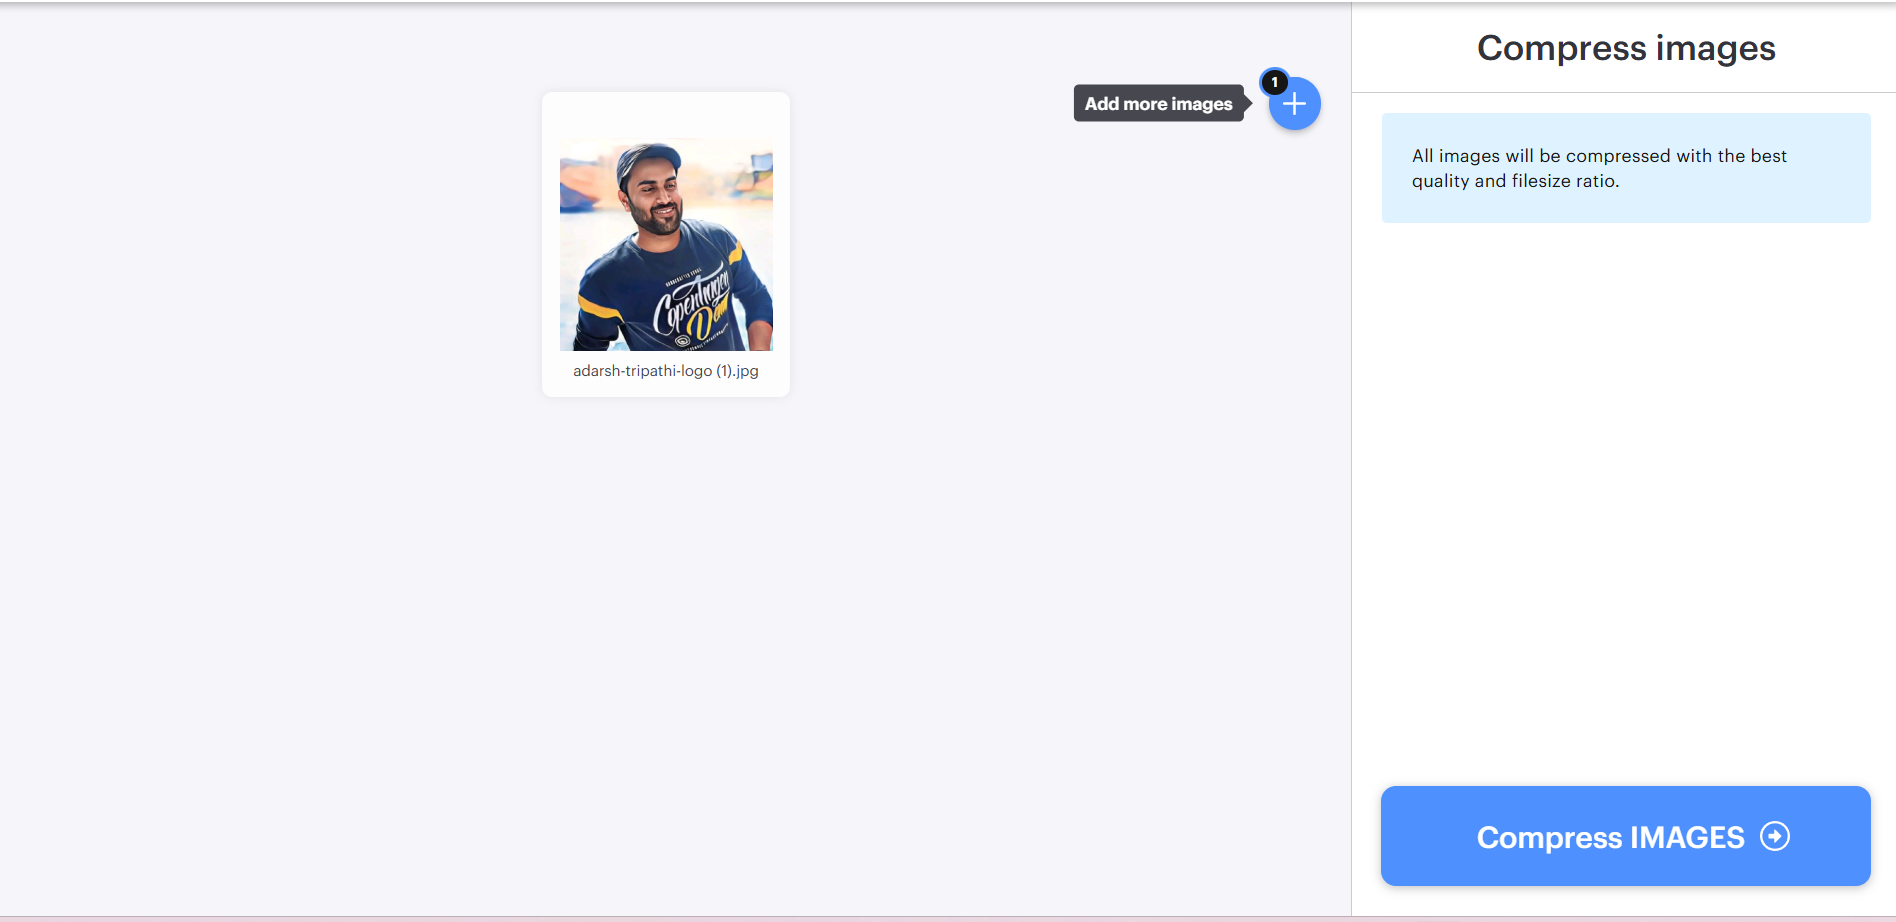 Compress images
Add more images
1
All images will be compressed with the best
quality and filesize ratio.
Copenhagen
adarsh-tripathi-logo (1).jpg
Compress IMAGES